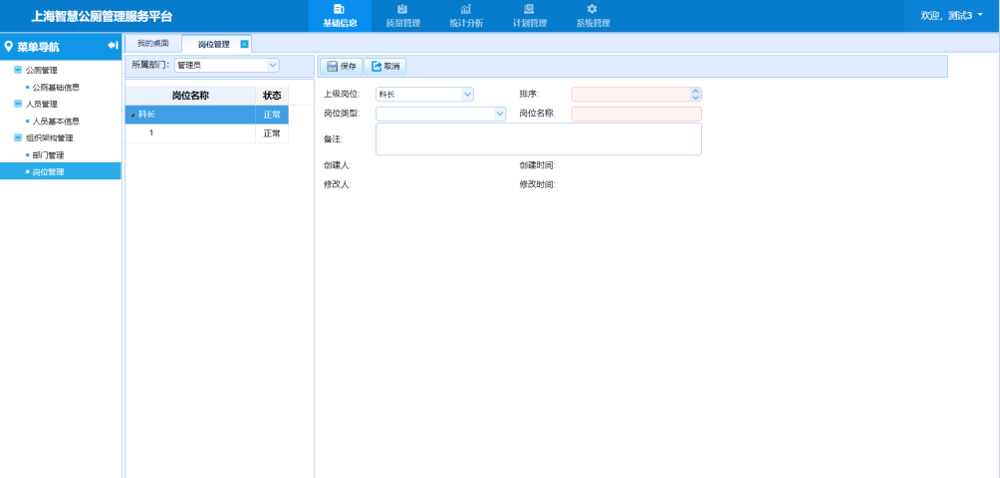 上海智慧公厕管理服务平台
基础信息 质量管理 统计分析 计划管理 系统管理
欢迎, 测试3
菜单导航
公厕管理
公厕基础信息
人员管理
人员基本信息
组织架构管理
部门管理
岗位管理
我的桌面 岗位管理
所属部门: 管理员
岗位名称 状态
科长 正常
1 正常
保存 取消
上级岗位: 科长 排序:
岗位类型: 岗位名称:
备注:
创建人: 创建时间:
修改人: 修改时间: